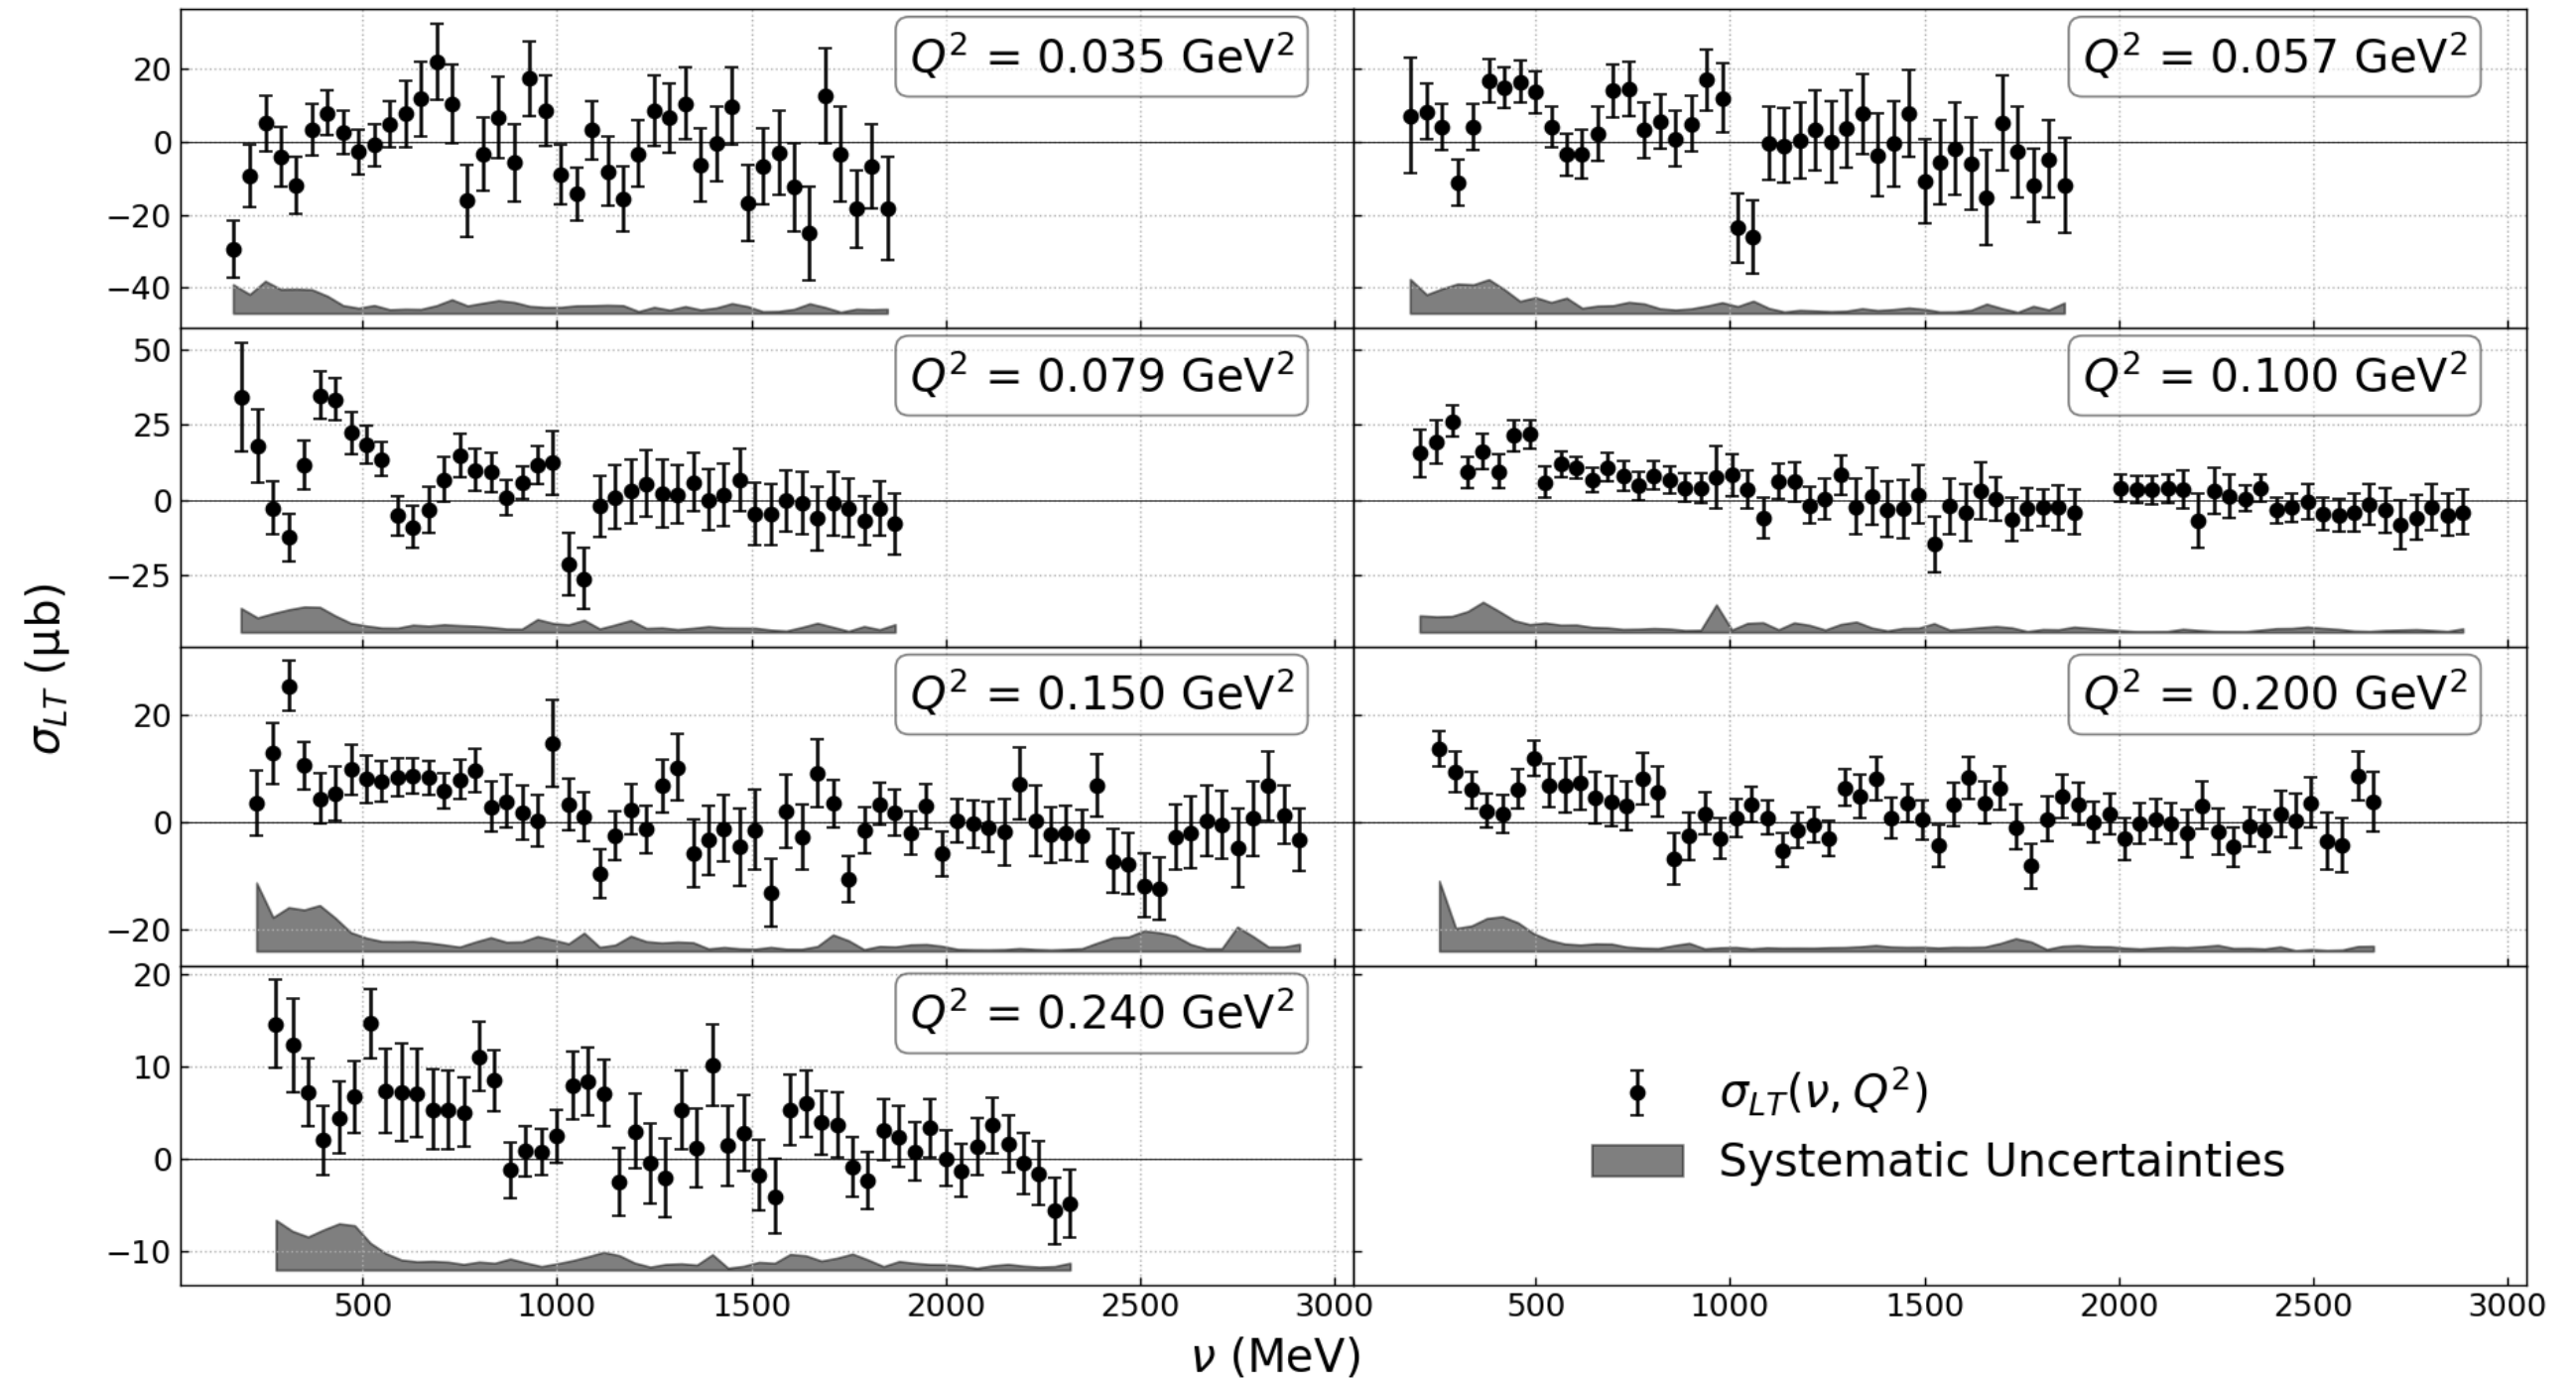 Q² = 0.035 GeV²
Q² = 0.057 GeV²
20
0
−20
−40
Q² = 0.079 GeV²
Q² = 0.100 GeV²
50
25
0
−25
Q² = 0.150 GeV²
Q² = 0.200 GeV²
20
0
−20
Q² = 0.240 GeV²
20
10
0
−10
σLT(ν, Q²)
Systematic Uncertainties
σLT (μb)
500 1000 1500 2000 2500 3000 500 1000 1500 2000 2500 3000
ν (MeV)